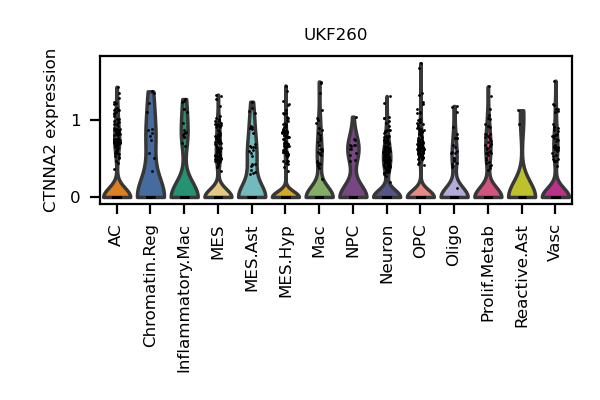 UKF260
CTNNA2 expression
1
0
AC
Chromatin.Reg
Inflammatory.Mac
MES
MES.Ast
MES.Hyp
Mac
NPC
Neuron
OPC
Oligo
Prolif.Metab
Reactive.Ast
Vasc